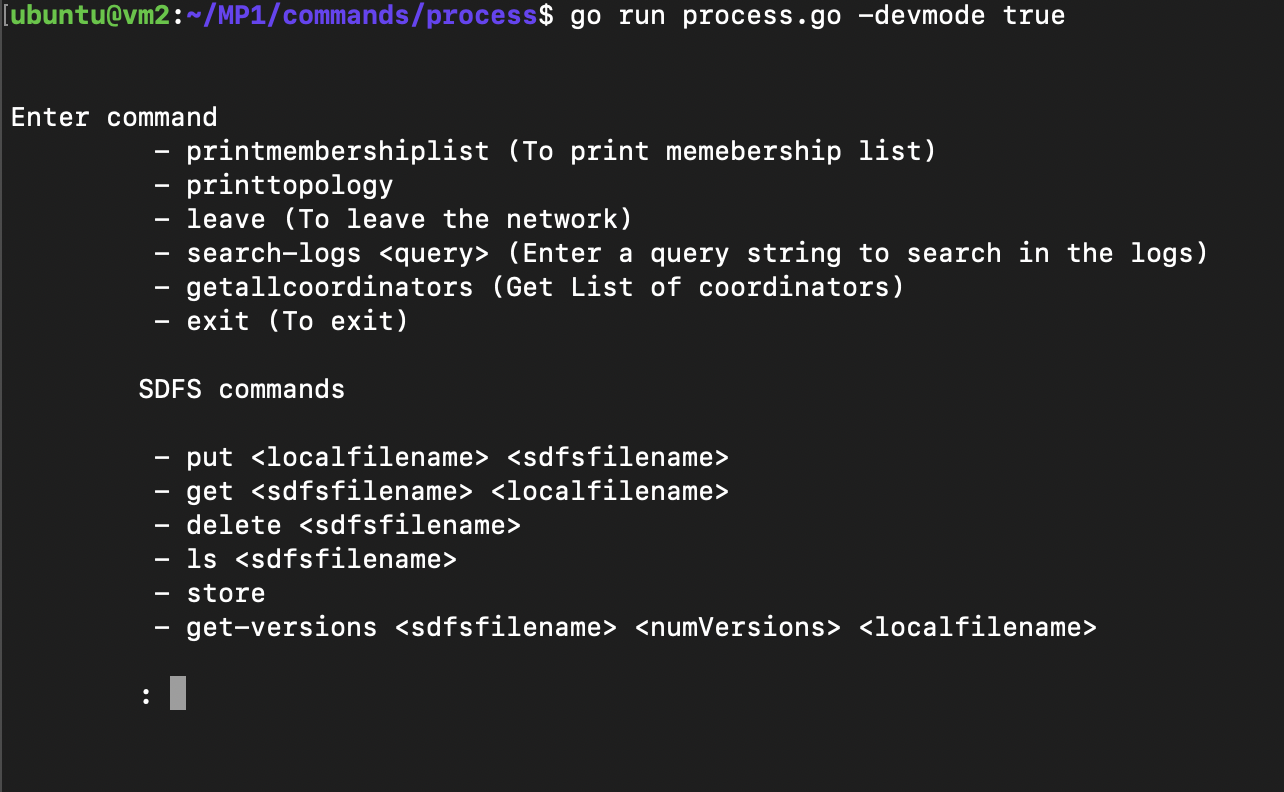 ubuntu@vm2:~/MP1/commands/process$ go run process.go -devmode true
Enter command
- printmembershiplist (To print memebership list)
- printtopology
- leave (To leave the network)
- search-logs <query> (Enter a query string to search in the logs)
- getallcoordinators (Get List of coordinators)
- exit (To exit)
SDFS commands
- put <localfilename> <sdfsfilename>
- get <sdfsfilename> <localfilename>
- delete <sdfsfilename>
- ls <sdfsfilename>
- store
- get-versions <sdfsfilename> <numVersions> <localfilename>
: